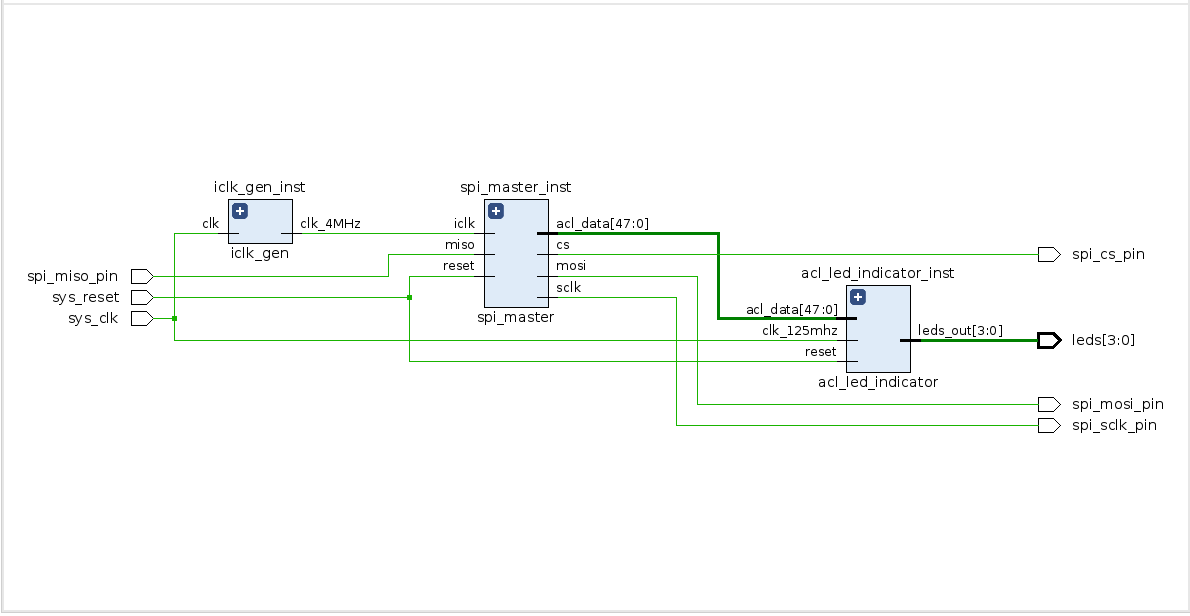 iclk_gen_inst
clk
clk_4MHz
iclk_gen
spi_miso_pin
sys_reset
sys_clk
spi_master_inst
iclk
miso
reset
acl_data[47:0]
cs
mosi
sclk
spi_master
acl_led_indicator_inst
acl_data[47:0]
clk_125mhz
reset
leds_out[3:0]
acl_led_indicator
spi_cs_pin
leds[3:0]
spi_mosi_pin
spi_sclk_pin